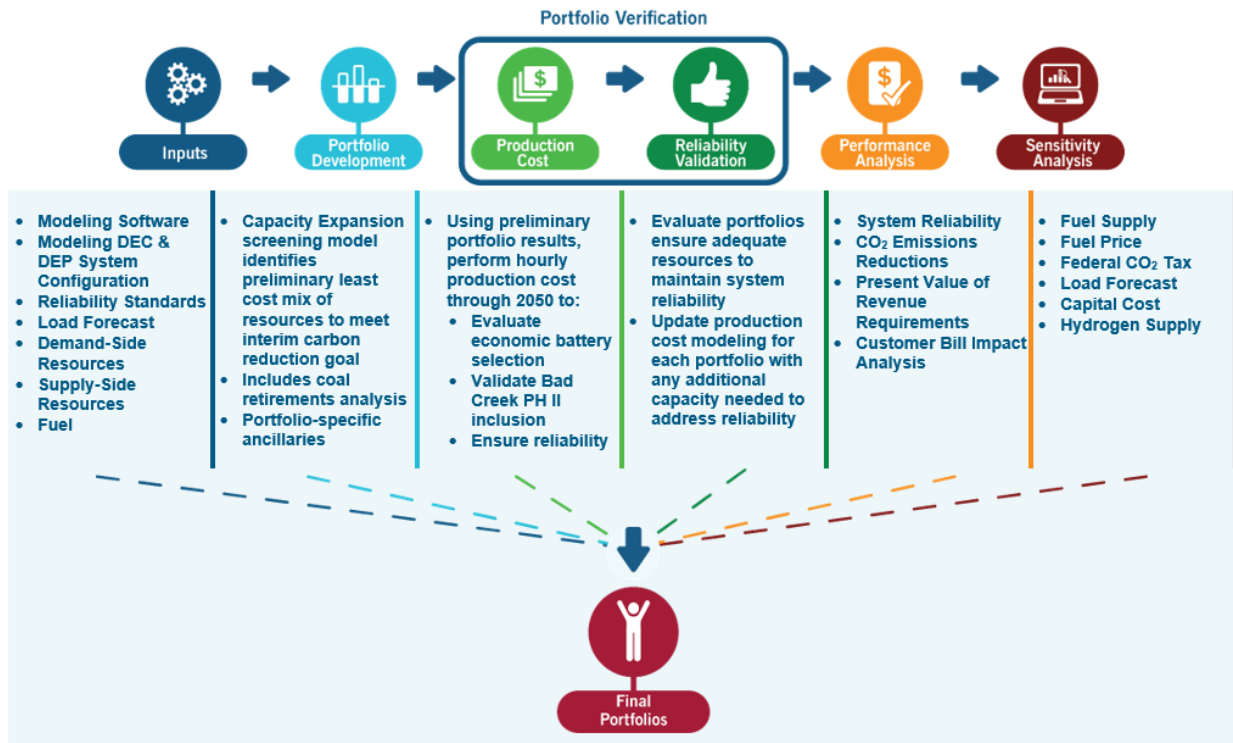 Portfolio Verification
$
$
Inputs
Portfolio
Development
Production
Cost
Reliability
Validation
Performance
Analysis
Sensitivity
Analysis
• Modeling Software
• Modeling DEC &
DEP System
Configuration
• Reliability Standards
• Load Forecast
• Demand-Side
Resources
• Supply-Side
Resources
• Fuel
• Capacity Expansion
screening model
identifies
preliminary least
cost mix of
resources to meet
interim carbon
reduction goal
• Includes coal
retirements analysis
• Portfolio-specific
ancillaries
• Using preliminary
portfolio results,
perform hourly
production cost
through 2050 to:
• Evaluate
economic battery
selection
• Validate Bad
Creek PH II
inclusion
• Ensure reliability
• Evaluate portfolios
ensure adequate
resources to
maintain system
reliability
• Update production
cost modeling for
each portfolio with
any additional
capacity needed to
address reliability
• System Reliability
• CO₂ Emissions
Reductions
• Present Value of
Revenue
Requirements
• Customer Bill Impact
Analysis
• Fuel Supply
• Fuel Price
• Federal CO₂ Tax
• Load Forecast
• Capital Cost
• Hydrogen Supply
Final
Portfolios